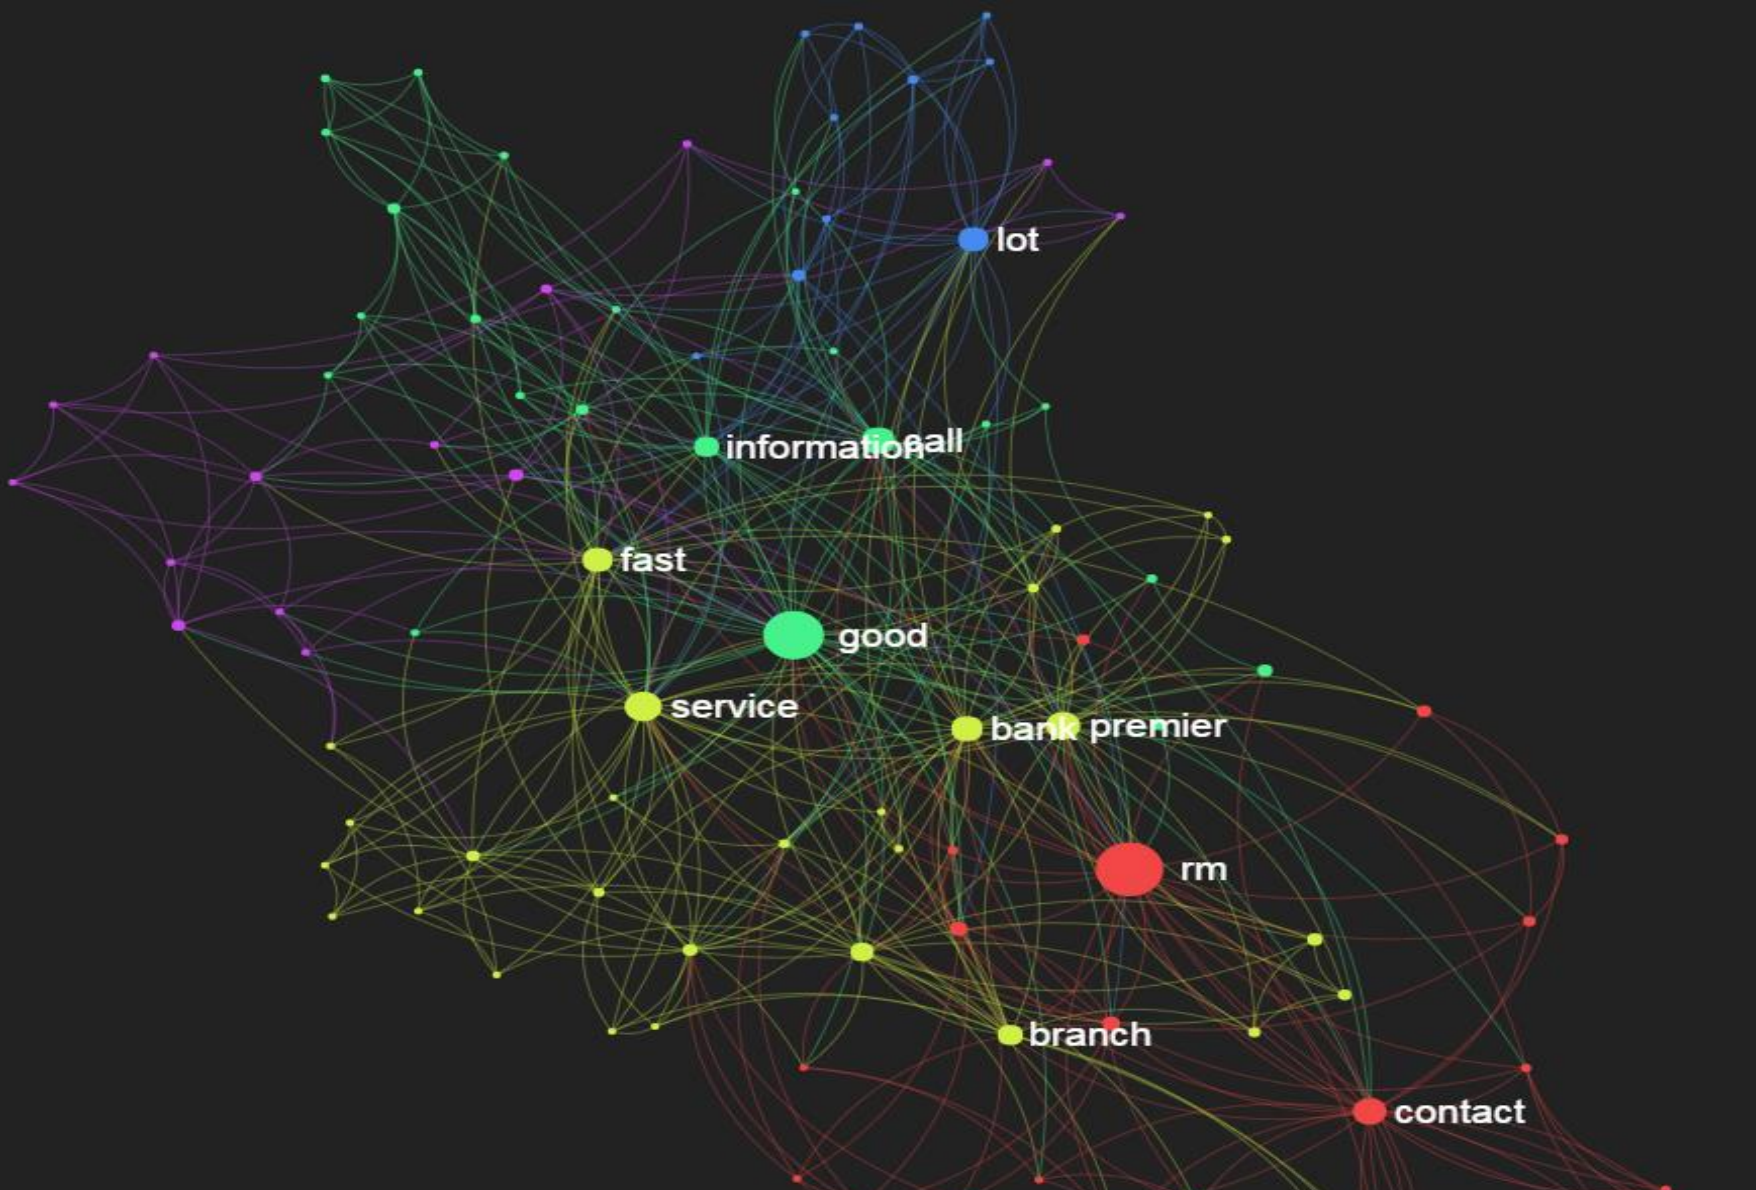 lot
information
call
fast
good
service
bank
premier
rm
branch
contact